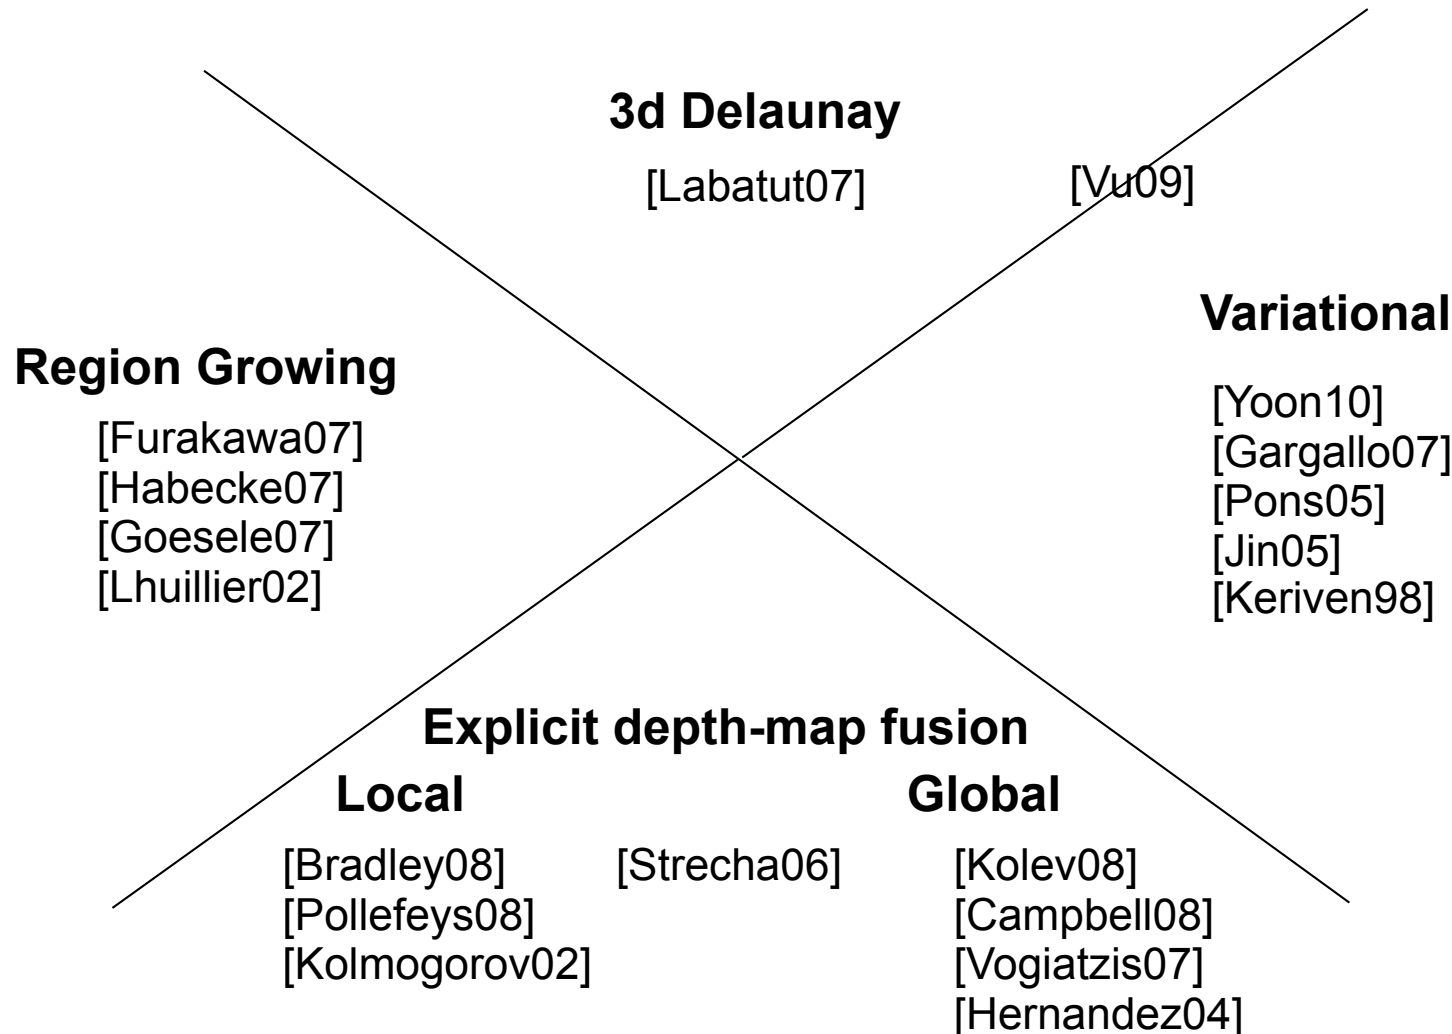 3d Delaunay
[Labatut07]
[Vu09]
Variational
[Yoon10]
[Gargallo07]
[Pons05]
[Jin05]
[Keriven98]
Region Growing
[Furakawa07]
[Habecke07]
[Goesele07]
[Lhuillier02]
Explicit depth-map fusion
Local
[Bradley08]
[Pollefeys08]
[Kolmogorov02]
[Strecha06]
Global
[Kolev08]
[Campbell08]
[Vogiatzis07]
[Hernandez04]